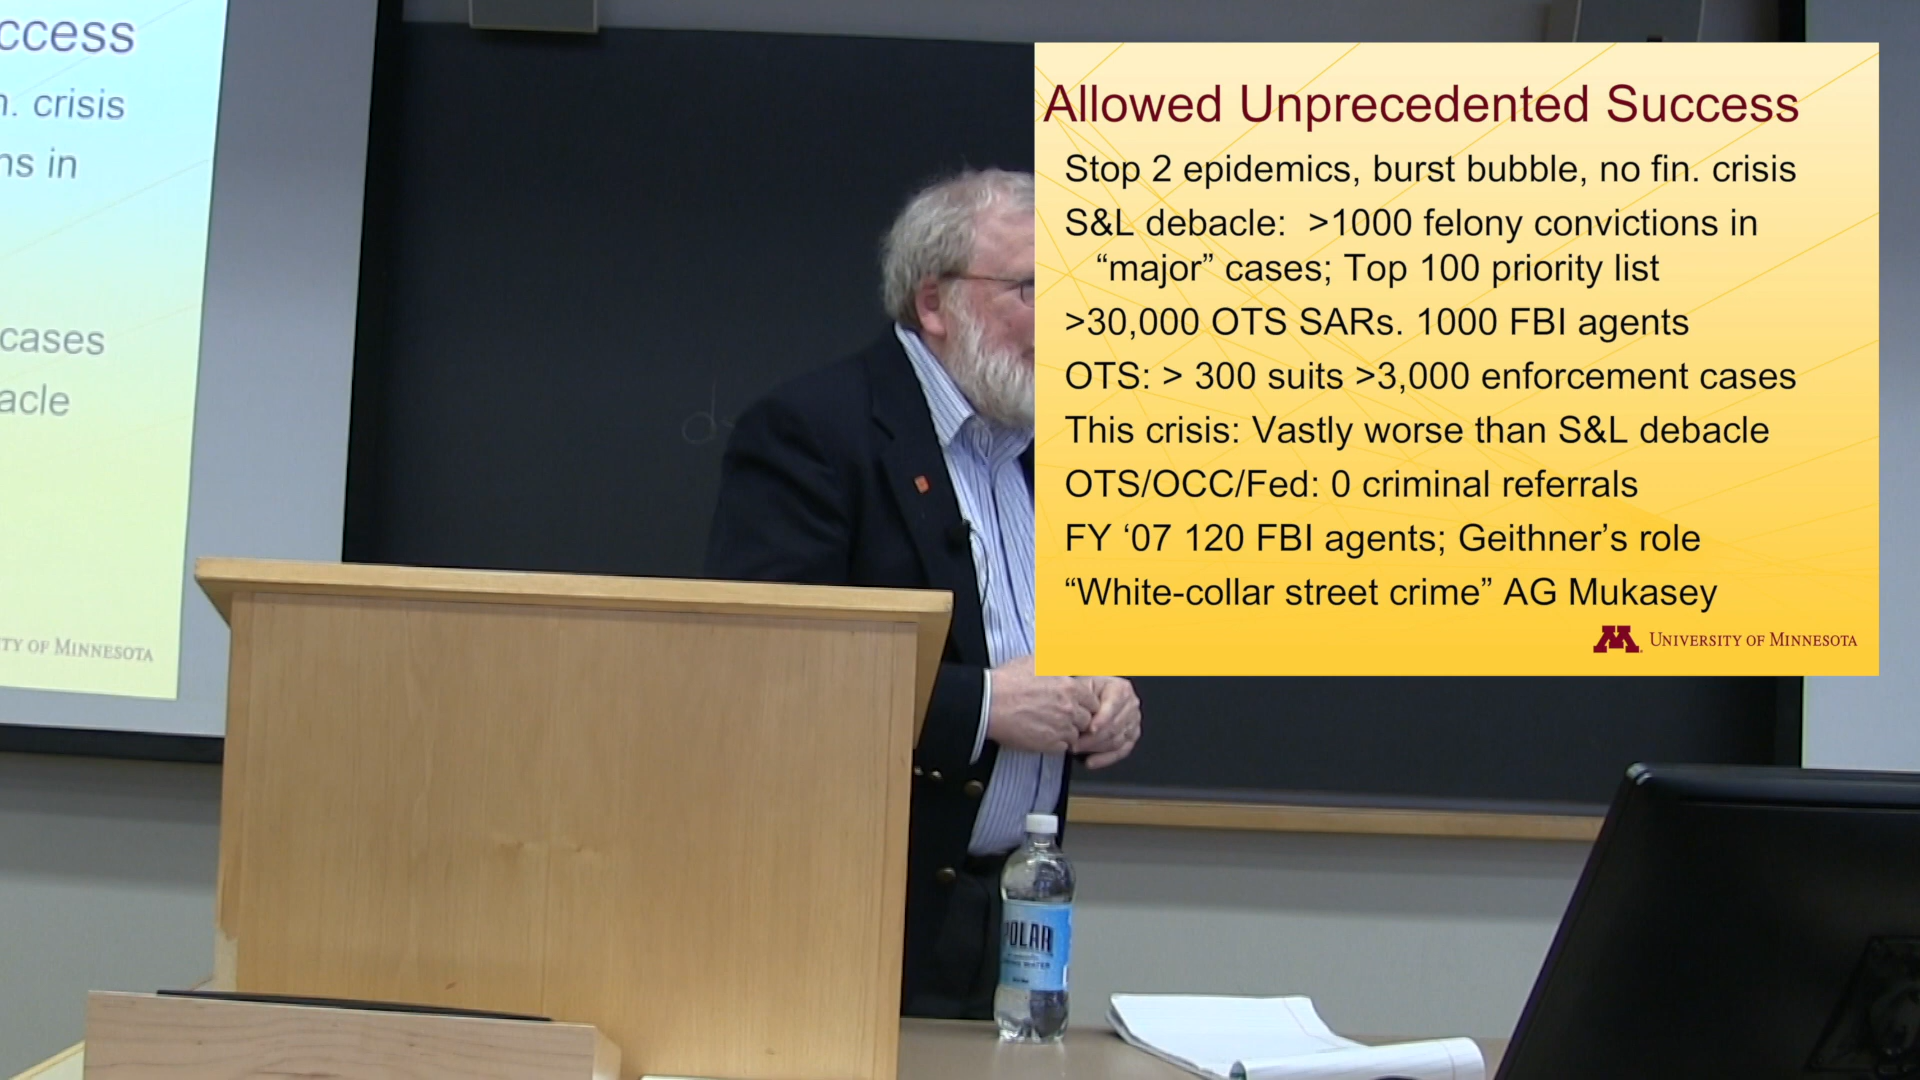 ccess
n. crisis
ns in
cases
acle
TY OF MINNESOTA
Allowed Unprecedented Success
Stop 2 epidemics, burst bubble, no fin. crisis
S&L debacle:  >1000 felony convictions in
“major” cases; Top 100 priority list
>30,000 OTS SARs. 1000 FBI agents
OTS: > 300 suits >3,000 enforcement cases
This crisis: Vastly worse than S&L debacle
OTS/OCC/Fed: 0 criminal referrals
FY ‘07 120 FBI agents; Geithner’s role
“White-collar street crime” AG Mukasey
M
UNIVERSITY OF MINNESOTA
POLAR
WATER